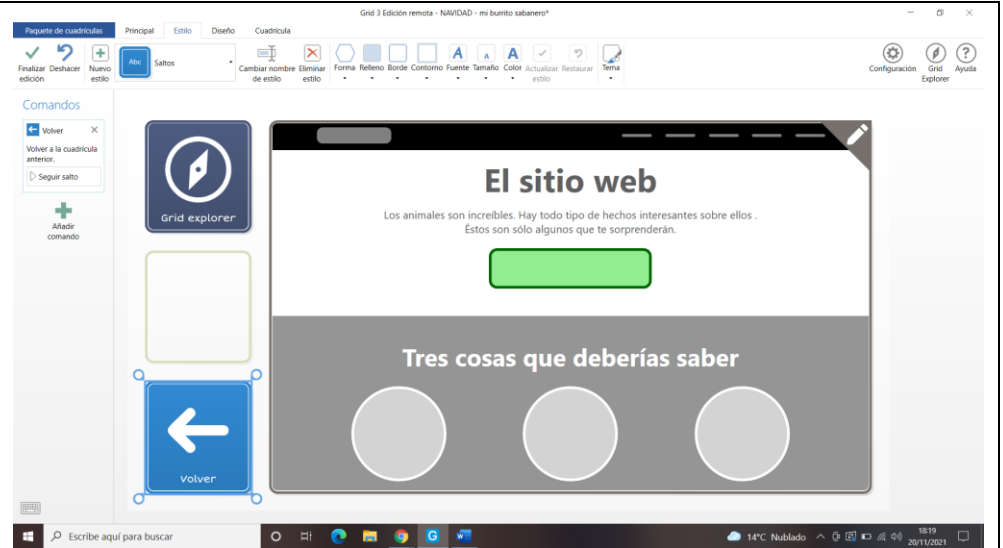 Grid 3 Edición remota - NAVIDAD - mi burrito sabanero*
Paquete de cuadrículas Principal Estilo Diseño Cuadrícula
Finalizar edición
Deshacer
Nuevo estilo
Abc Saltos
Cambiar nombre de estilo
Eliminar estilo
Forma Relleno Borde Contorno Fuente Tamaño Color
Actualizar estilo
Restaurar
Tema
Configuración
Grid Explorer
Ayuda
Comandos
Volver
Volver a la cuadrícula
anterior.
Seguir salto
Añadir
comando
Grid explorer
Volver
El sitio web
Los animales son increíbles. Hay todo tipo de hechos interesantes sobre ellos .
Éstos son sólo algunos que te sorprenderán.
Tres cosas que deberías saber
Escribe aquí para buscar
14°C Nublado
18:19
20/11/2021